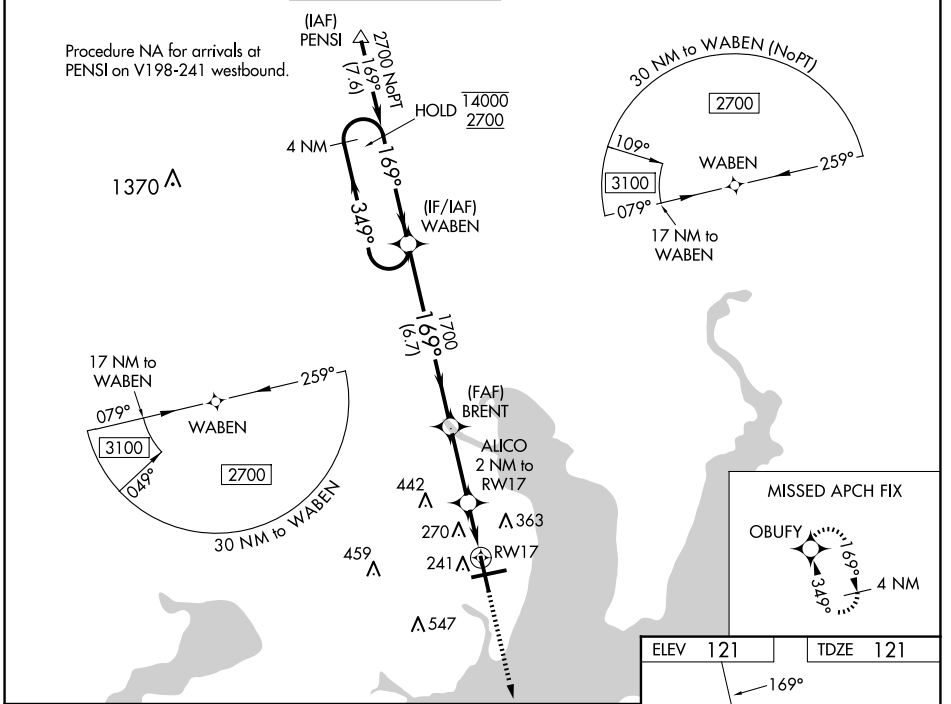 (IAF)
PENSI
Procedure NA for arrivals at
PENSI on V198-241 westbound.
2700 NoPT
169°
(7.6)
HOLD
14000
2700
4 NM
169°
349°
1370
(IF/IAF)
WABEN
30 NM to WABEN (NoPT)
2700
109°
WABEN
259°
3100
079°
17 NM to
WABEN
1700
169°
(6.7)
17 NM to
WABEN
259°
079°
WABEN
3100
2700
049°
30 NM to WABEN
(FAF)
BRENT
ALICO
2 NM to
RW17
442
270
363
459
241
RW17
547
MISSED APCH FIX
OBUFY
169°
349°
4 NM
ELEV 121
TDZE 121
169°